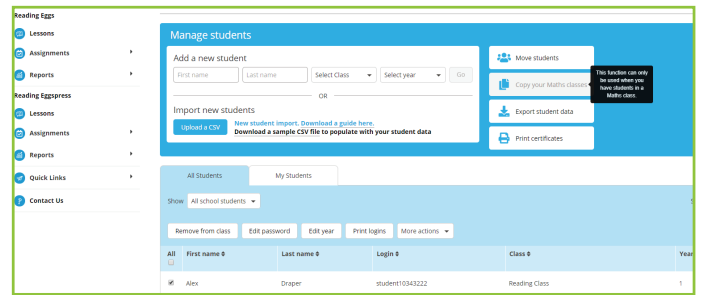 Reading Eggs
Lessons
Assignments
Reports
Reading Eggspress
Lessons
Assignments
Reports
Quick Links
Contact Us
Manage students
Add a new student
First name Last name Select Class Select year Go
OR
Import new students
Upload a CSV
New student import. Download a guide here.
Download a sample CSV file to populate with your student data
Move students
Copy your Maths classes
Export student data
Print certificates
This function can only
be used when you
have students in a
Maths class.
All Students My Students
Show All school students
Remove from class Edit password Edit year Print logins More actions
All First name Last name Login Class Year
Alex Draper student10343222 Reading Class 1